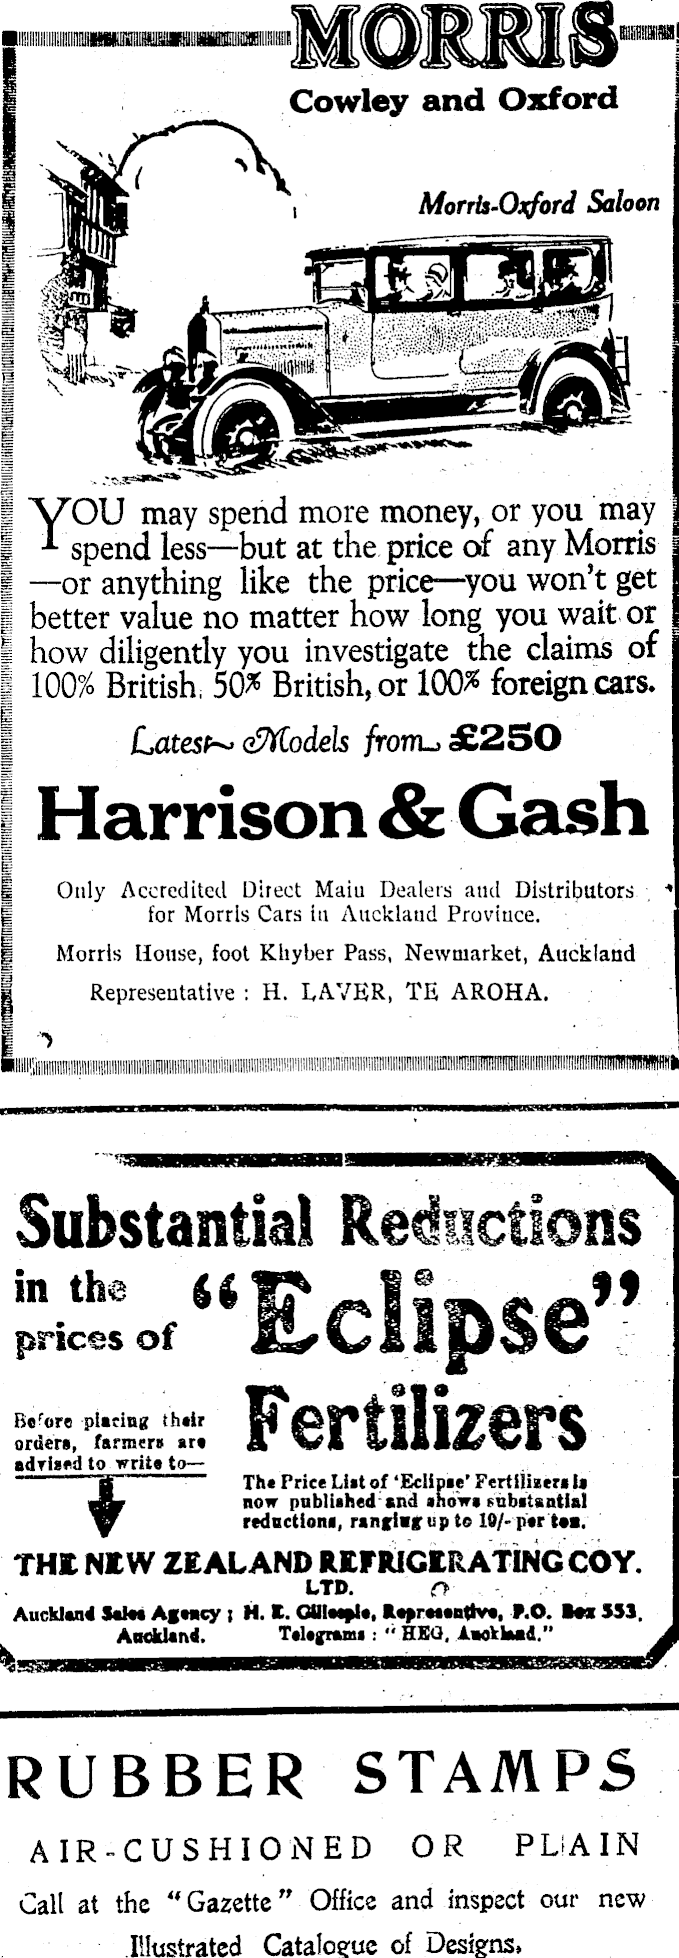 MORRIS
Cowley and Oxford
Morris-Oxford Saloon
YOU may spend more money, or you may
spend less—but at the price of any Morris
—or anything like the price—you won't get
better value no matter how long you wait or
how diligently you investigate the claims of
100% British, 50% British, or 100% foreign cars.
Latest Models from £250
Harrison & Gash
Only Accredited Direct Main Dealers and Distributors
for Morris Cars in Auckland Province.
Morris House, foot Khyber Pass, Newmarket, Auckland
Representative : H. LAVER, TE AROHA.
Substantial Reductions
in the
prices of
"Eclipse"
Fertilizers
Before placing their
orders, farmers are
advised to write to—
The Price List of 'Eclipse' Fertilizers is
now published and shows substantial
reductions, ranging up to 10/- per ton.
THE NEW ZEALAND REFRIGERATING COY.
LTD.
Auckland Sales Agency ; H. E. Gillespie, Representive, P.O. Box 553,
Auckland. Telegrams : "HEG, Auckland."
RUBBER STAMPS
AIR-CUSHIONED OR PLAIN
Call at the "Gazette" Office and inspect our new
Illustrated Catalogue of Designs,